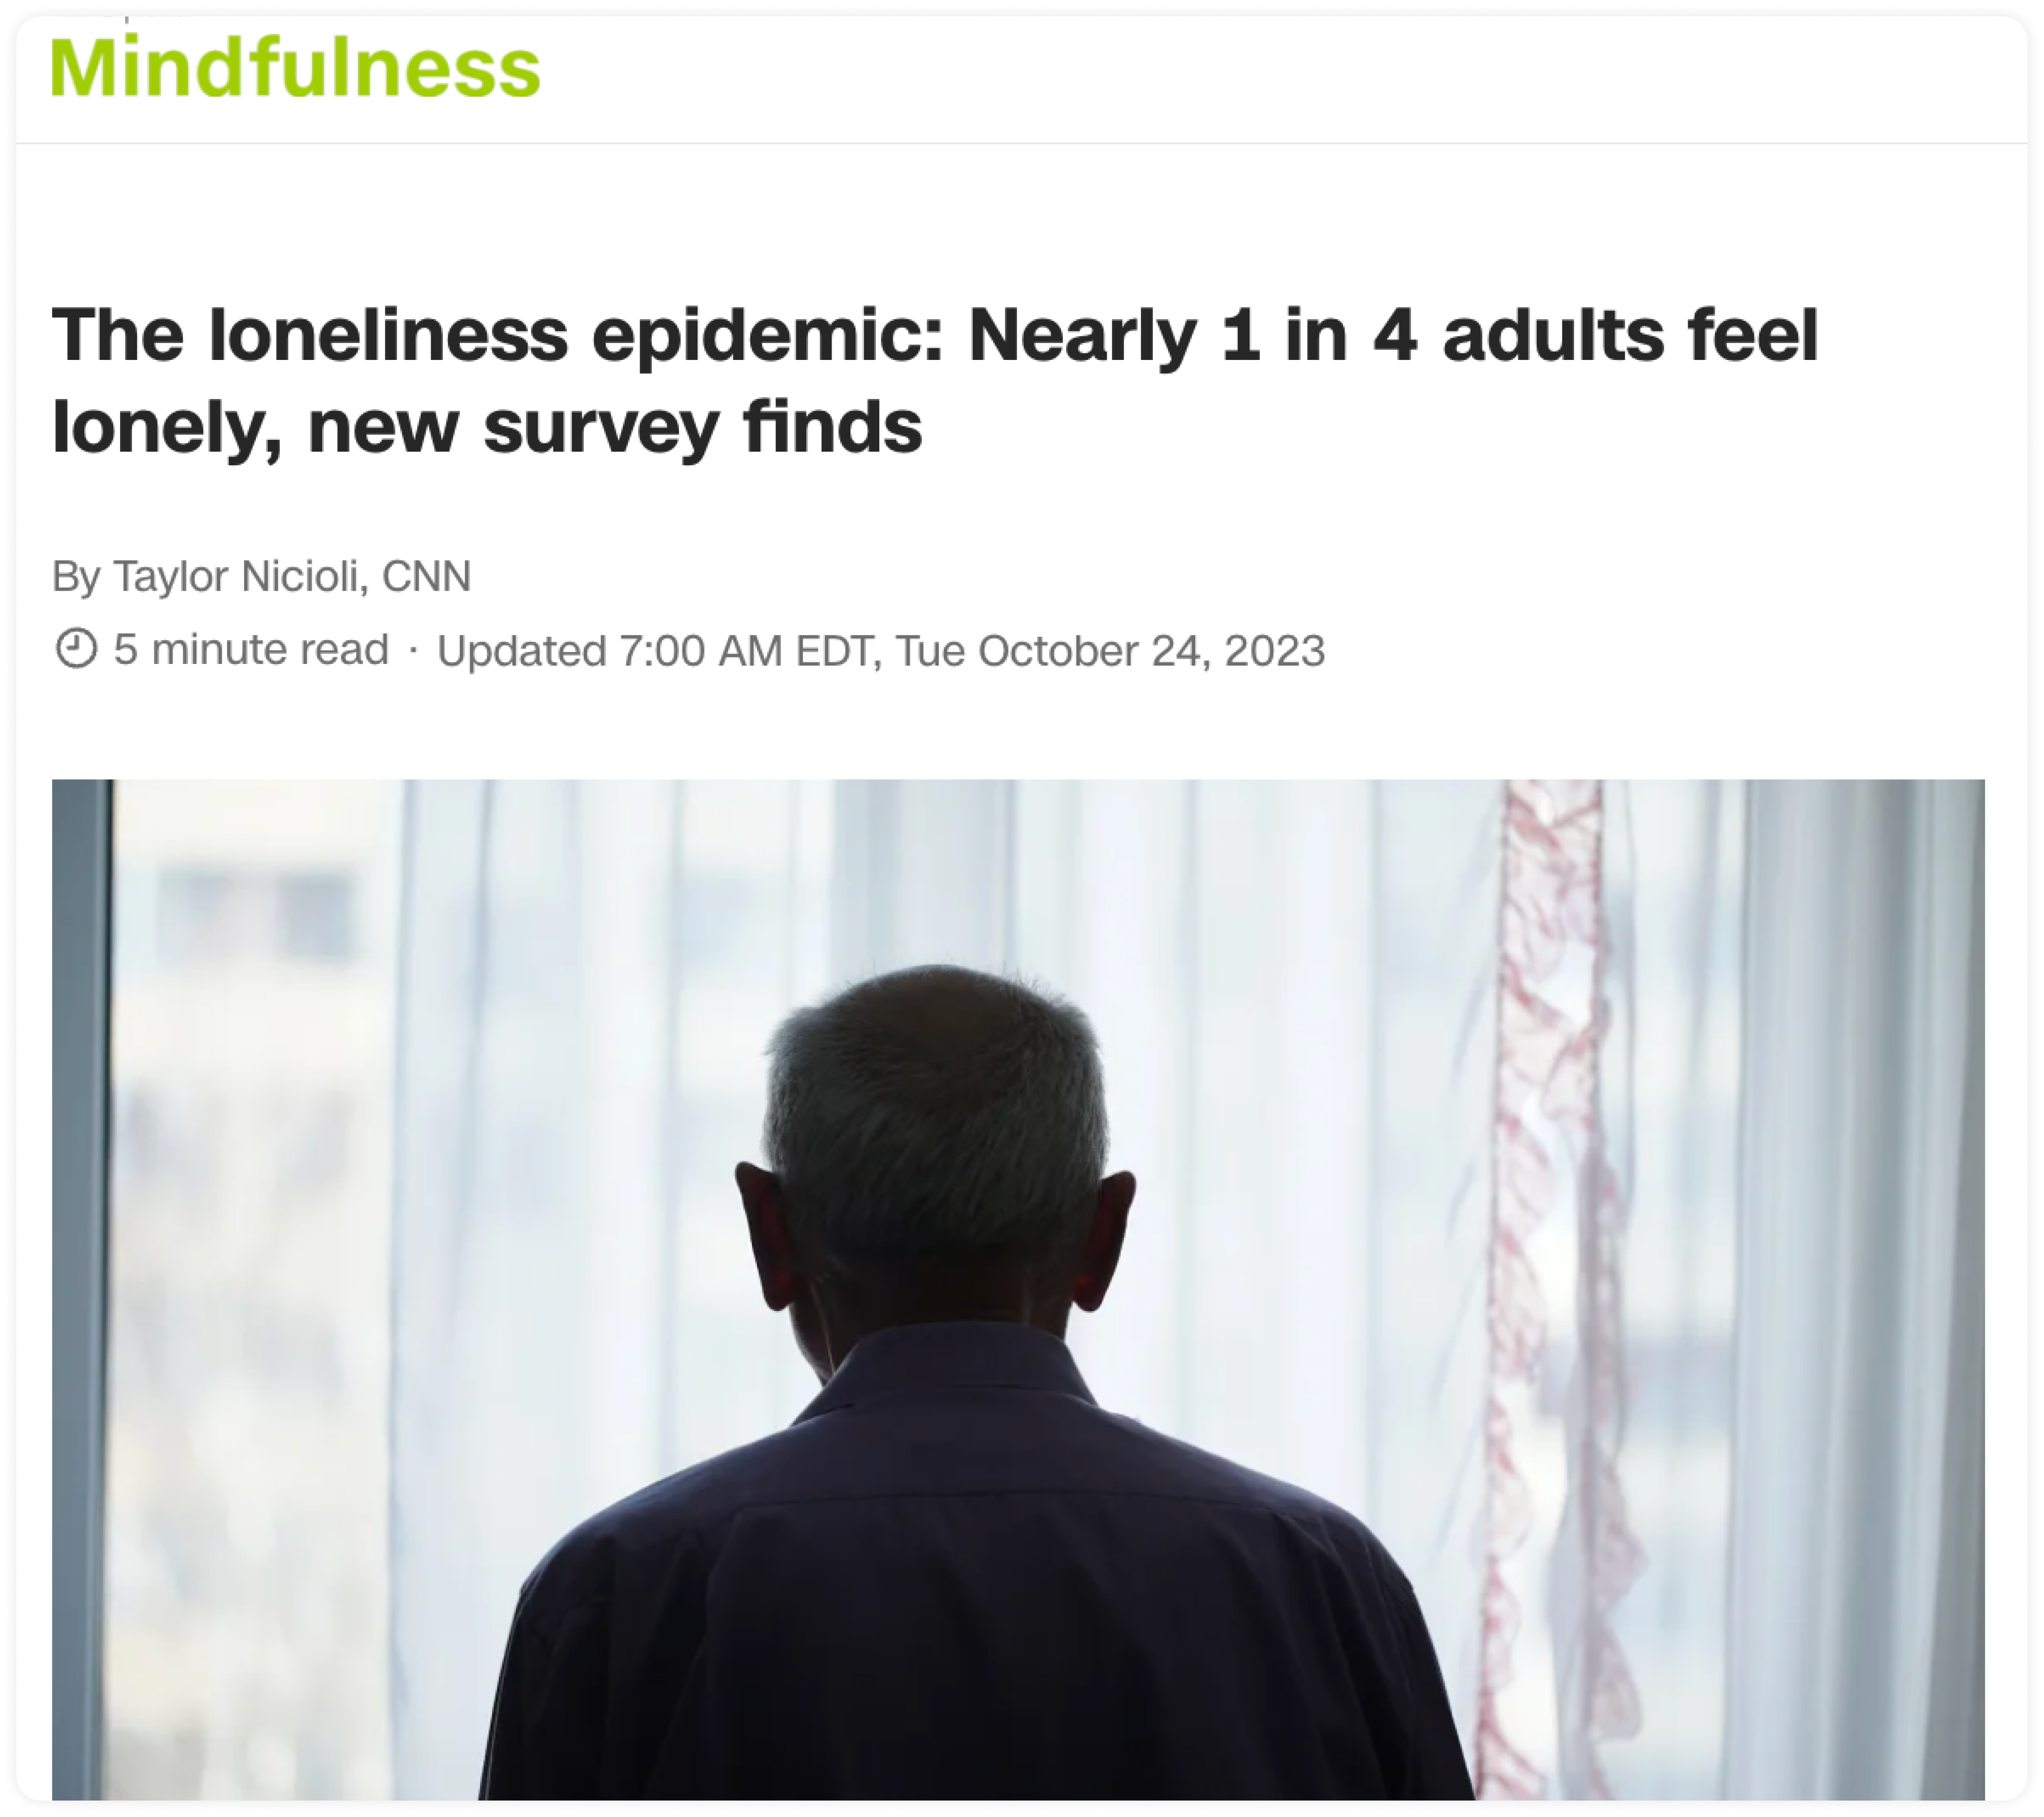 Mindfulness
The loneliness epidemic: Nearly 1 in 4 adults feel
lonely, new survey finds
By Taylor Nicioli, CNN
5 minute read · Updated 7:00 AM EDT, Tue October 24, 2023